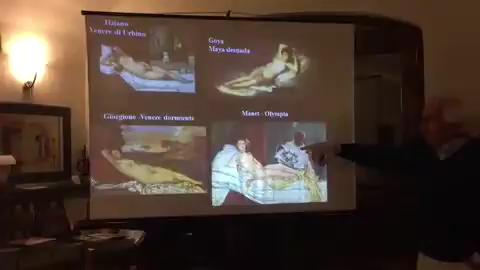 Tiziano
Venere di Urbino
Goya
Maya desnuda
Giorgione -Venere dormente
Manet - Olympia